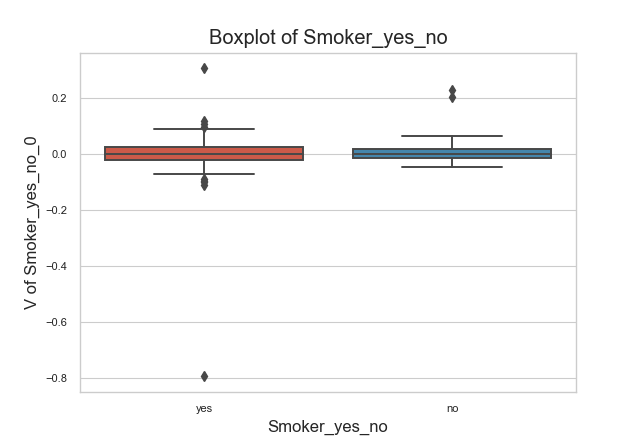 Boxplot of Smoker_yes_no
V of Smoker_yes_no_0
0.2
0.0
−0.2
−0.4
−0.6
−0.8
yes no
Smoker_yes_no